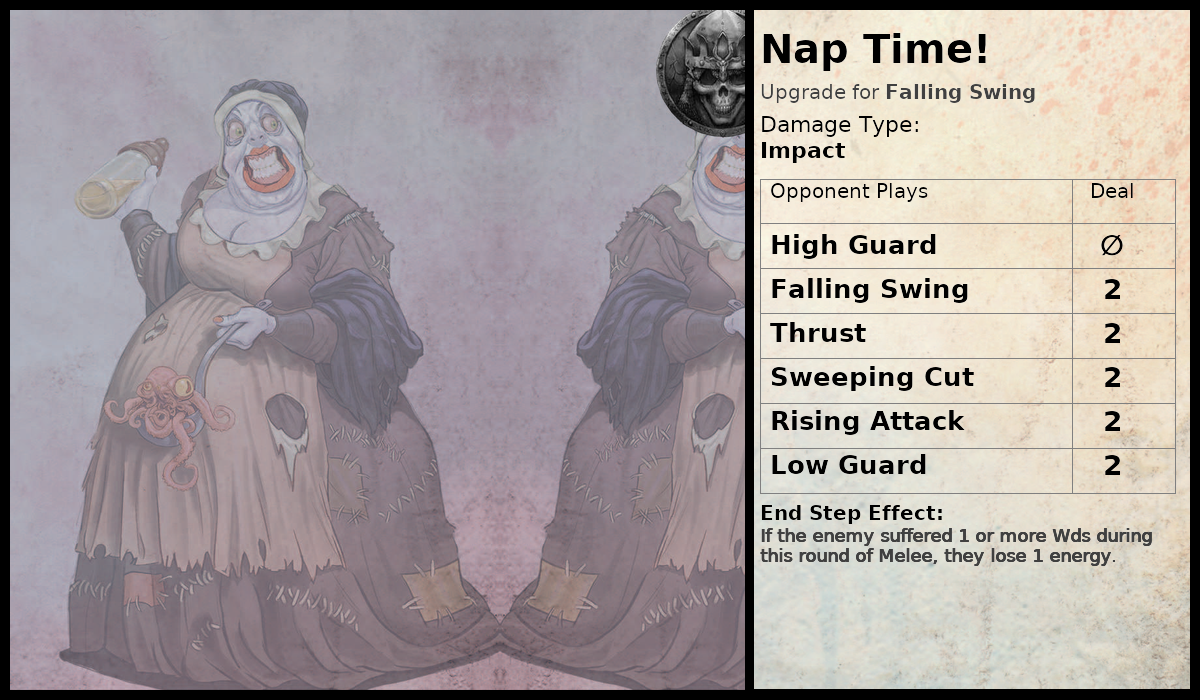 Nap Time!
Upgrade for Falling Swing
Damage Type:
Impact
Opponent Plays Deal
High Guard ∅
Falling Swing 2
Thrust 2
Sweeping Cut 2
Rising Attack 2
Low Guard 2
End Step Effect:
If the enemy suffered 1 or more Wds during
this round of Melee, they lose 1 energy.